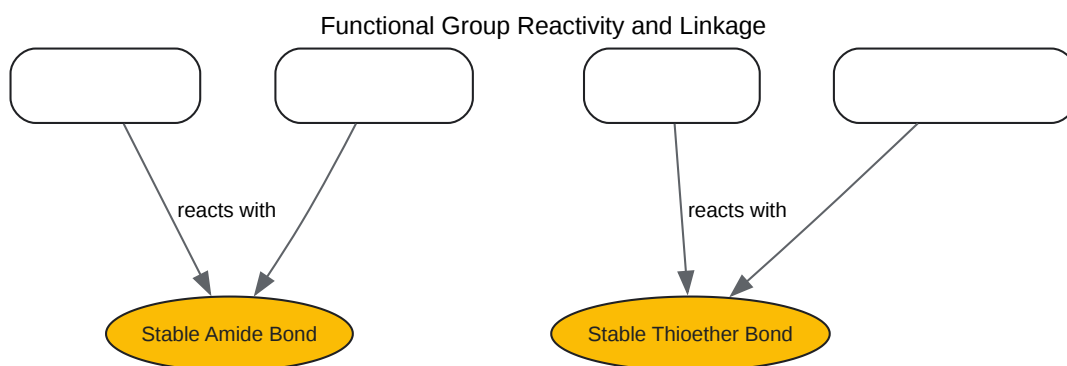 Functional Group Reactivity and Linkage
reacts with
reacts with
Stable Amide Bond
Stable Thioether Bond